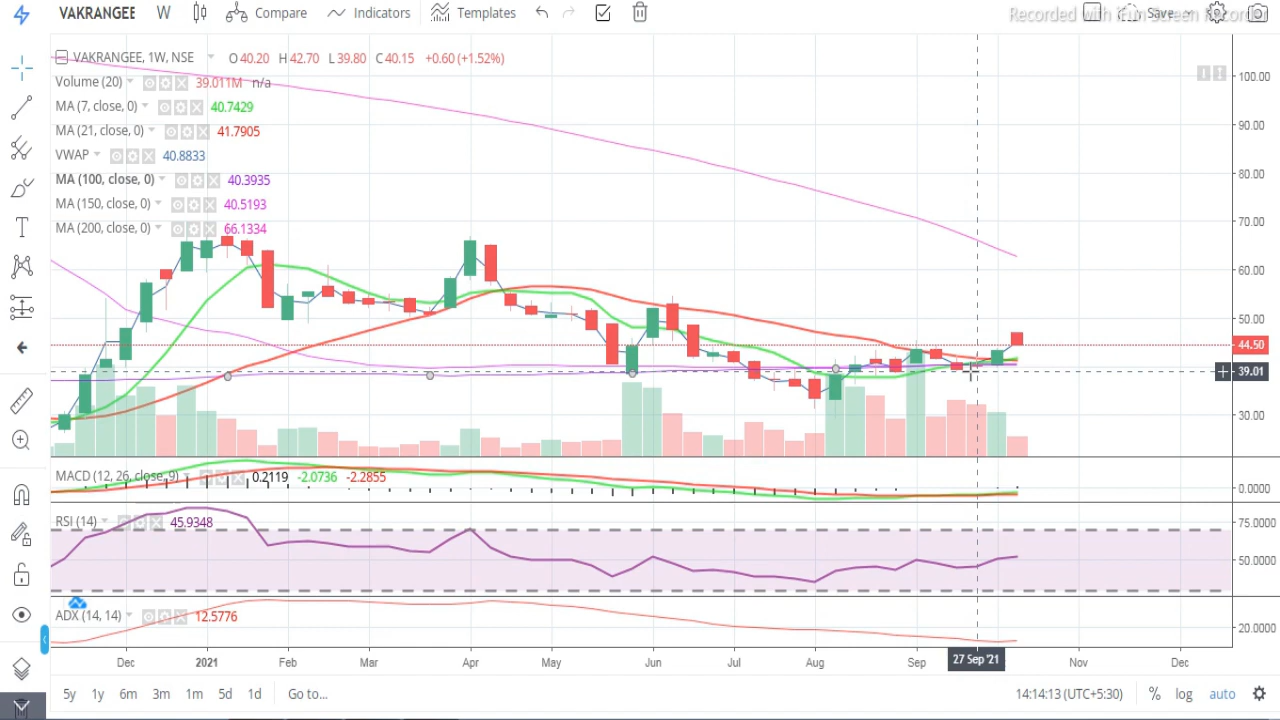 VAKRANGEE W Compare Indicators Templates Save
Recorded with iFun Screen Recorder
VAKRANGEE, 1W, NSE O 40.20 H 42.70 L 39.80 C 40.15 +0.60 (+1.52%)
Volume (20) 39.011M n/a
MA (7, close, 0) 40.7429
MA (21, close, 0) 41.7905
VWAP 40.8833
MA (100, close, 0) 40.3935
MA (150, close, 0) 40.5193
MA (200, close, 0) 66.1334
100.00
90.00
80.00
70.00
60.00
50.00
44.50
39.01
30.00
MACD (12, 26, close, 9) 0.2119 -2.0736 -2.2855
0.0000
RSI (14) 45.9348
75.0000
50.0000
ADX (14, 14) 12.5776
20.0000
Dec 2021 Feb Mar Apr May Jun Jul Aug Sep 27 Sep '21 Nov Dec
5y 1y 6m 3m 1m 5d 1d Go to... 14:14:13 (UTC+5:30) % log auto